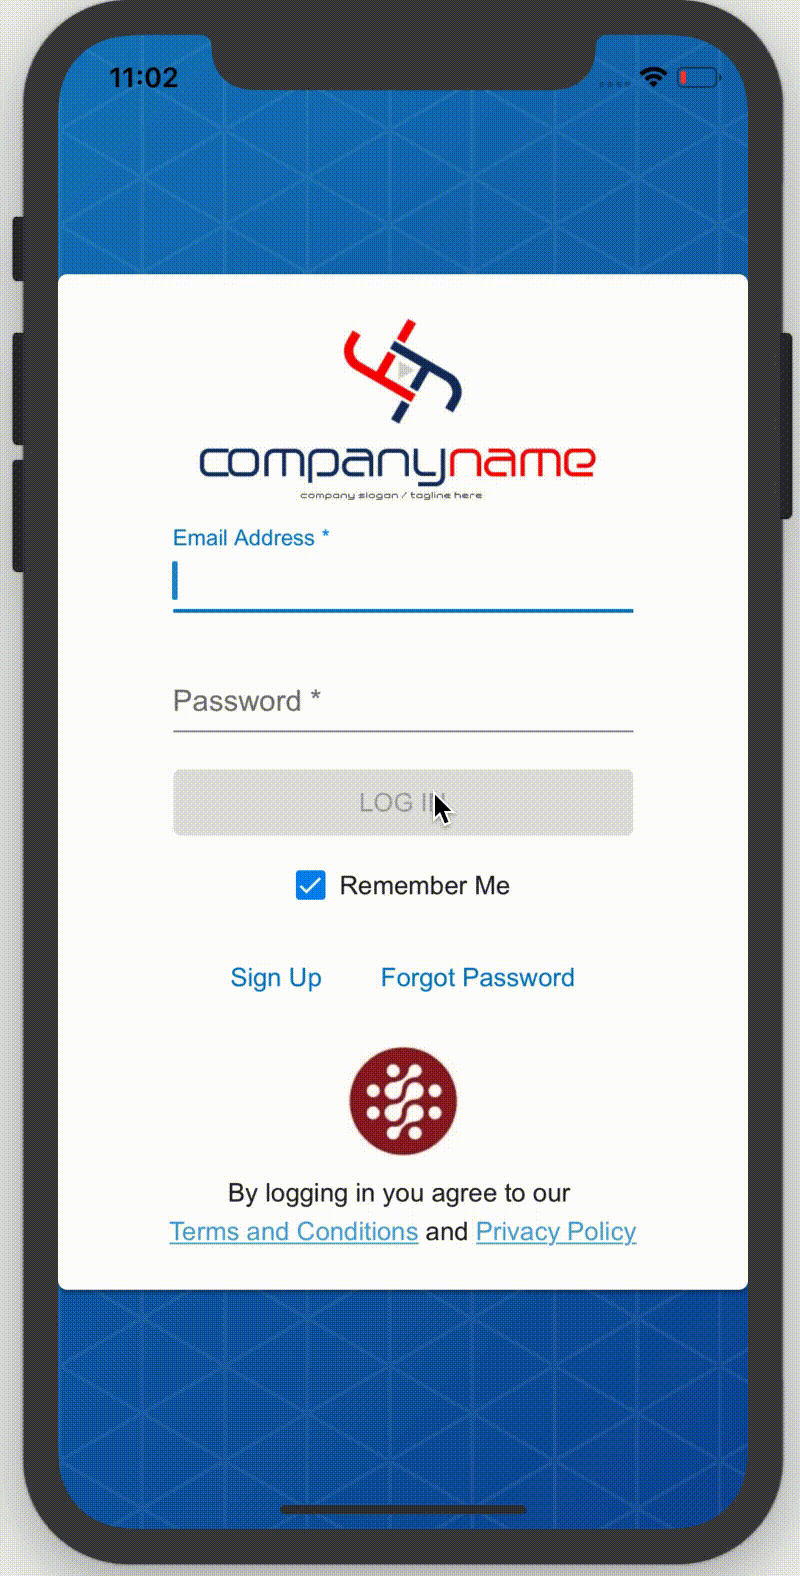 11:02
companyname
company slogan / tagline here
Email Address *
Password *
LOG IN
Remember Me
Sign Up Forgot Password
By logging in you agree to our
Terms and Conditions and Privacy Policy